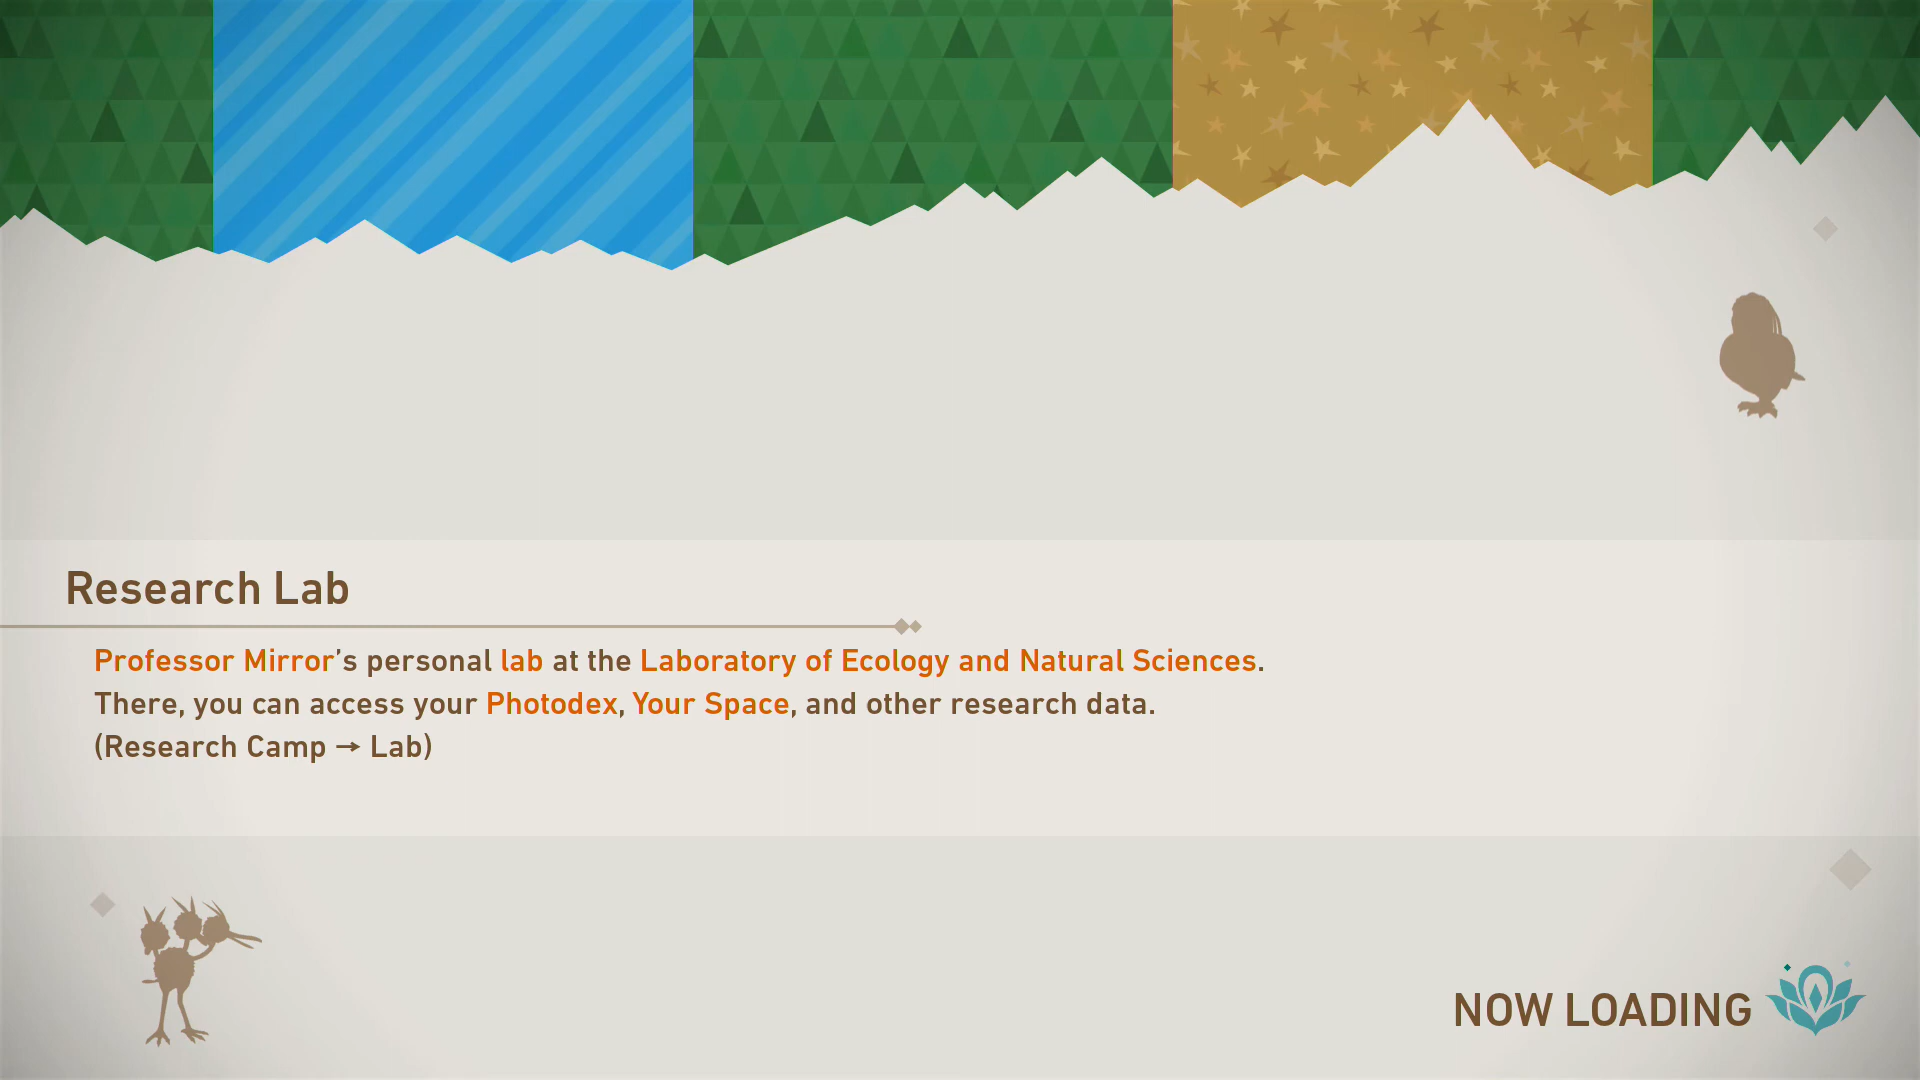 Research Lab
Professor Mirror’s personal lab at the Laboratory of Ecology and Natural Sciences.
There, you can access your Photodex, Your Space, and other research data.
(Research Camp → Lab)
NOW LOADING